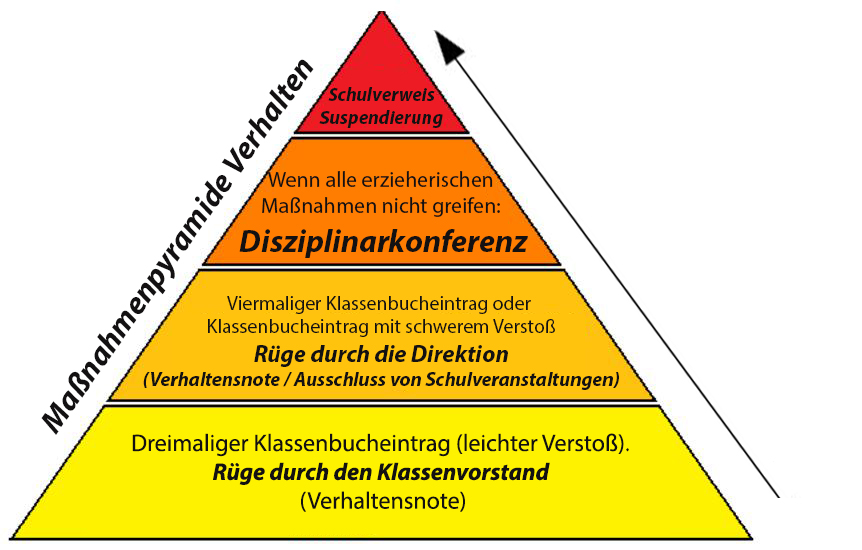 Maßnahmenpyramide Verhalten
Schulverweis
Suspendierung
Wenn alle erzieherischen
Maßnahmen nicht greifen:
Disziplinarkonferenz
Viermaliger Klassenbucheintrag oder
Klassenbucheintrag mit schwerem Verstoß
Rüge durch die Direktion
(Verhaltensnote / Ausschluss von Schulveranstaltungen)
Dreimaliger Klassenbucheintrag (leichter Verstoß).
Rüge durch den Klassenvorstand
(Verhaltensnote)